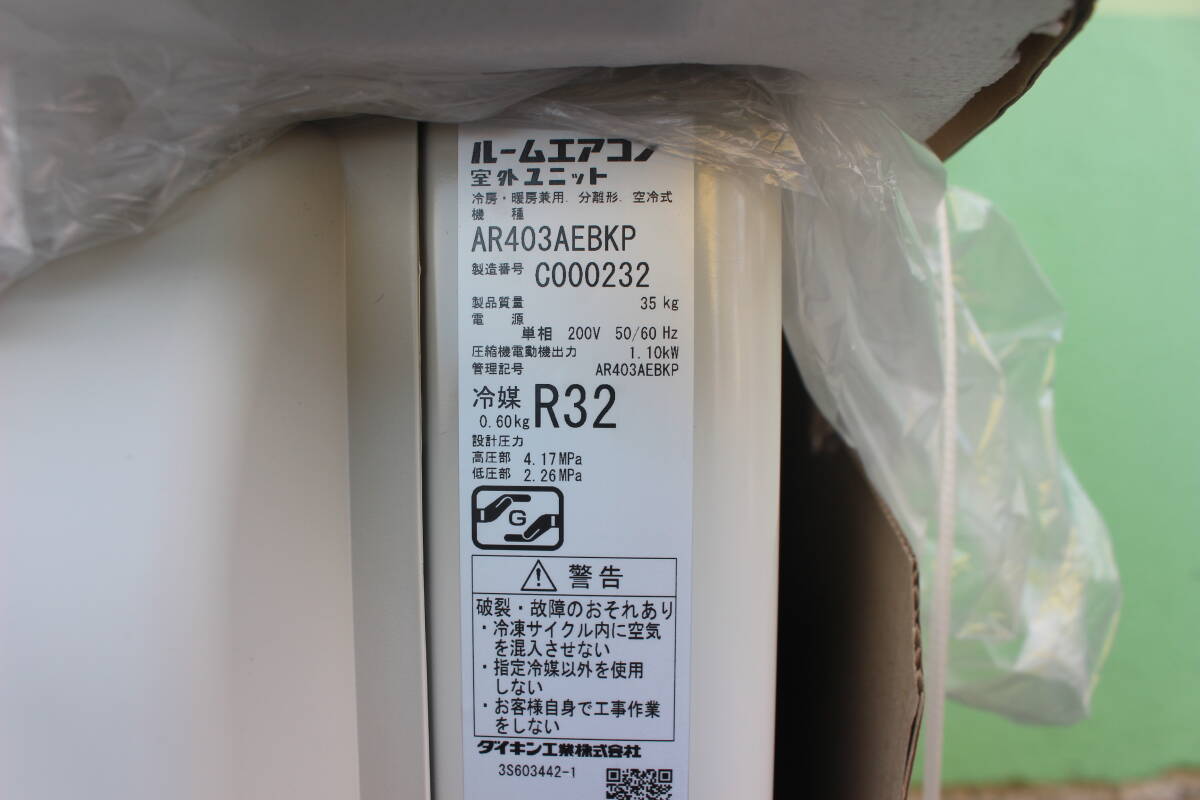 ルームエアコン
室外ユニット
冷房・暖房兼用. 分離形. 空冷式
機 種
AR403AEBKP
製造番号 C000232
製品質量 35 kg
電 源
単相 200V 50/60 Hz
圧縮機電動機出力 1.10kW
管理記号 AR403AEBKP
冷媒 R32
0.60kg
設計圧力
高圧部 4.17MPa
低圧部 2.26MPa
G
警告
破裂・故障のおそれあり
・冷凍サイクル内に空気
を混入させない
・指定冷媒以外を使用
しない
・お客様自身で工事作業
をしない
ダイキン工業株式会社
3S603442-1